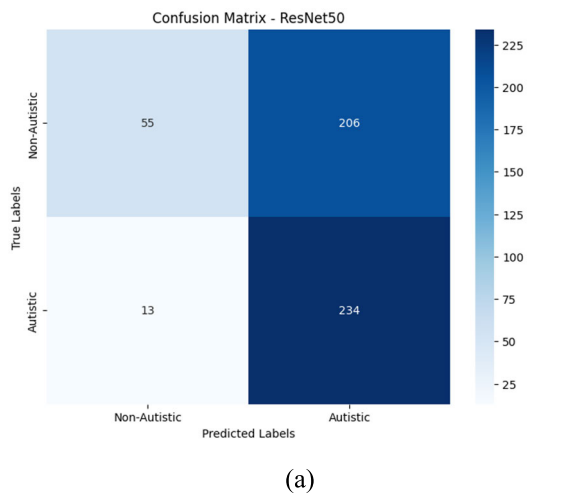 Confusion Matrix - ResNet50
Non-Autistic
Autistic
True Labels
55
206
13
234
Non-Autistic
Autistic
Predicted Labels
225
200
175
150
125
100
75
50
25
(a)